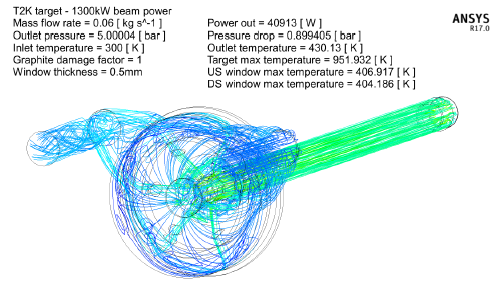 T2K target - 1300kW beam power
Mass flow rate = 0.06 [ kg s^-1 ]
Outlet pressure = 5.00004 [ bar ]
Inlet temperature = 300 [ K ]
Graphite damage factor = 1
Window thickness = 0.5mm
Power out = 40913 [ W ]
Pressure drop = 0.899405 [ bar ]
Outlet temperature = 430.13 [ K ]
Target max temperature = 951.932 [ K ]
US window max temperature = 406.917 [ K ]
DS window max temperature = 404.186 [ K ]
ANSYS
R17.0